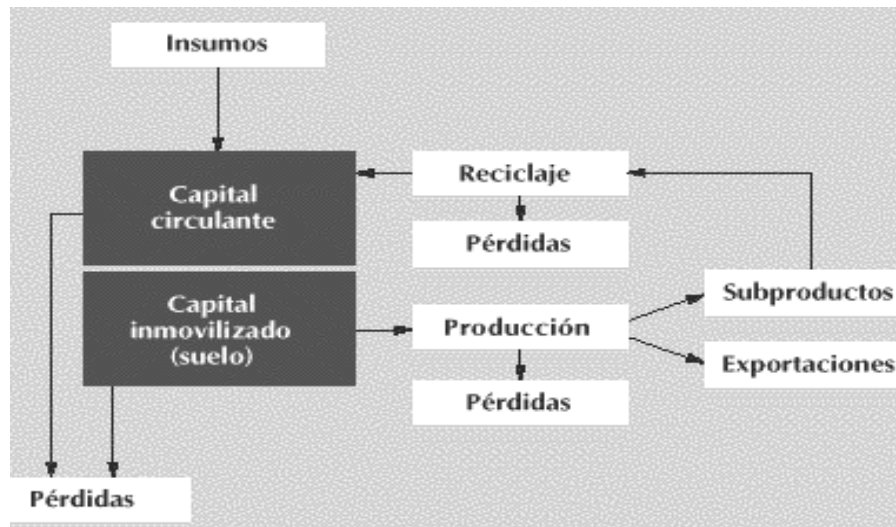 Insumos
Capital
circulante
Reciclaje
Pérdidas
Capital
inmovilizado
(suelo)
Producción
Subproductos
Exportaciones
Pérdidas
Pérdidas